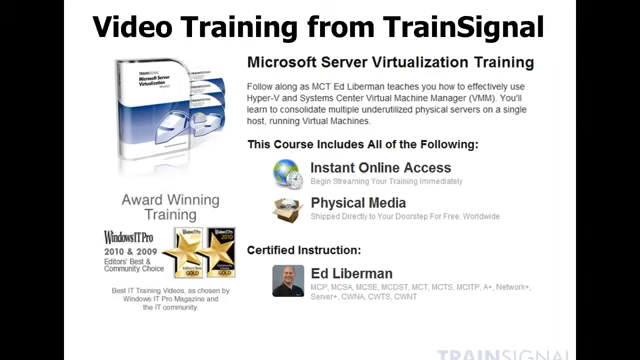 Video Training from TrainSignal
Microsoft Server Virtualization Training
Follow along as MCT Ed Liberman teaches you how to effectively use
Hyper-V and Systems Center Virtual Machine Manager (VMM). You'll
learn to consolidate multiple underutilized physical servers on a single
host, running Virtual Machines.
This Course Includes All of the Following:
Instant Online Access
Begin Streaming Your Training Immediately
Physical Media
Shipped Directly to Your Doorstep For Free, Worldwide
Certified Instruction:
Ed Liberman
MCP, MCSA, MCSE, MCDST, MCT, MCTS, MCITP, A+, Network+,
Server+, CWNA, CWTS, CWNT
TRAINSIGNAL
Microsoft Server
Virtualization
Award Winning
Training
WindowsITPro
2010 & 2009
Editors' Best &
Community Choice
2010
GOLD
GOLD
Best IT Training Videos, as chosen by
Windows IT Pro Magazine and
the IT community.
TRAINSIGNAL